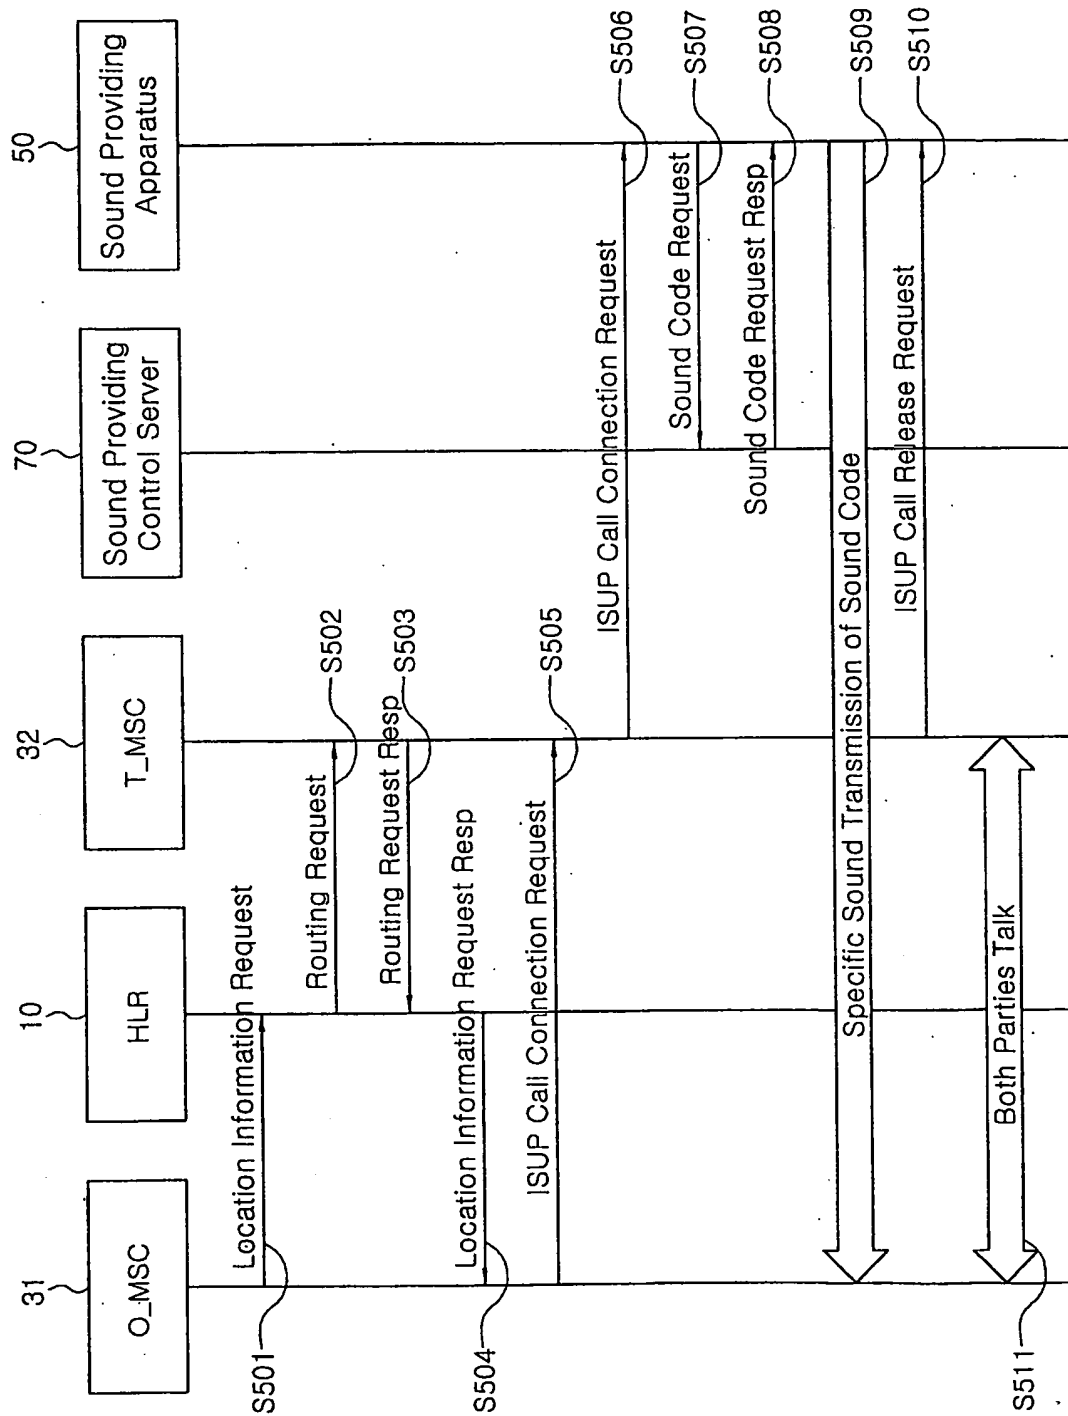 31
10
32
70
50
O_MSC
HLR
T_MSC
Sound Providing
Control Server
Sound Providing
Apparatus
S501
Location Information Request
Routing Request
S502
Routing Request Resp
S503
S504
Location Information Request Resp
ISUP Call Connection Request
S505
ISUP Call Connection Request
S506
Sound Code Request
S507
Sound Code Request Resp
S508
Specific Sound Transmission of Sound Code
S509
ISUP Call Release Request
S510
Both Parties Talk
S511